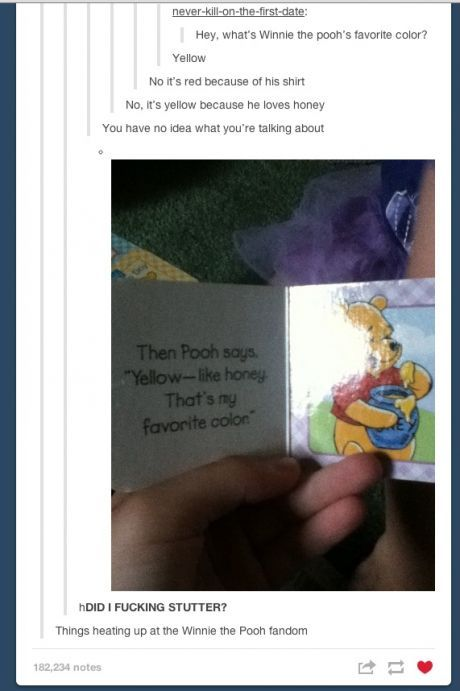 never-kill-on-the-first-date:
Hey, what's Winnie the pooh's favorite color?
Yellow
No it's red because of his shirt
No, it's yellow because he loves honey
You have no idea what you're talking about
Then Pooh says,
"Yellow—like honey.
That's my
favorite color."
hDID I FUCKING STUTTER?
Things heating up at the Winnie the Pooh fandom
182,234 notes